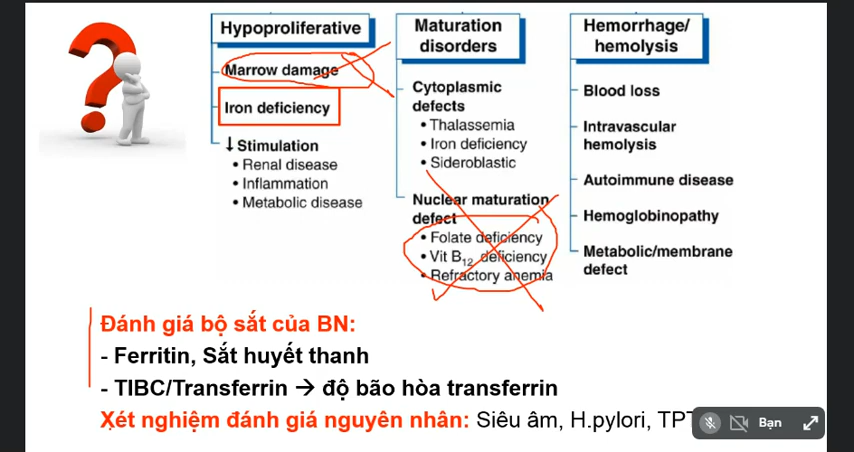 Hypoproliferative
Marrow damage
Iron deficiency
↓ Stimulation
• Renal disease
• Inflammation
• Metabolic disease
Maturation
disorders
Cytoplasmic
defects
• Thalassemia
• Iron deficiency
• Sideroblastic
Nuclear maturation
defect
• Folate deficiency
• Vit B12 deficiency
• Refractory anemia
Hemorrhage/
hemolysis
Blood loss
Intravascular
hemolysis
Autoimmune disease
Hemoglobinopathy
Metabolic/membrane
defect
Đánh giá bộ sắt của BN:
- Ferritin, Sắt huyết thanh
- TIBC/Transferrin → độ bão hòa transferrin
Xét nghiệm đánh giá nguyên nhân: Siêu âm, H.pylori,
Bạn